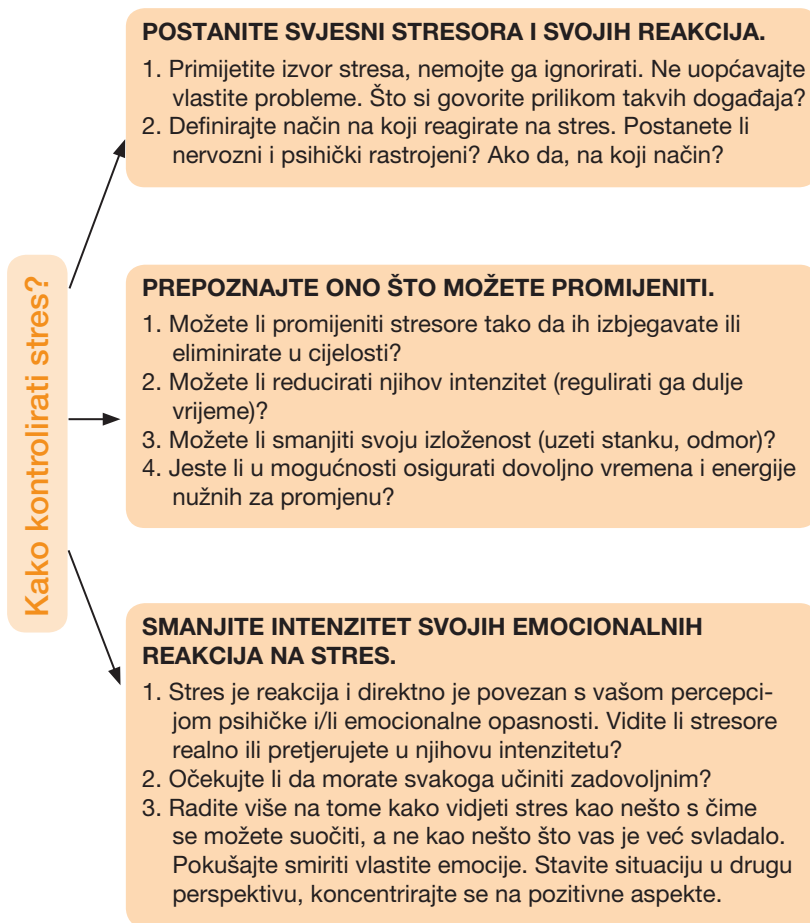 Kako kontrolirati stres?
POSTANITE SVJESNI STRESORA I SVOJIH REAKCIJA.
1. Primijetite izvor stresa, nemojte ga ignorirati. Ne uopćavajte
vlastite probleme. Što si govorite prilikom takvih događaja?
2. Definirajte način na koji reagirate na stres. Postanete li
nervozni i psihički rastrojeni? Ako da, na koji način?
PREPOZNAJTE ONO ŠTO MOŽETE PROMIJENITI.
1. Možete li promijeniti stresore tako da ih izbjegavate ili
eliminirate u cijelosti?
2. Možete li reducirati njihov intenzitet (regulirati ga dulje
vrijeme)?
3. Možete li smanjiti svoju izloženost (uzeti stanku, odmor)?
4. Jeste li u mogućnosti osigurati dovoljno vremena i energije
nužnih za promjenu?
SMANJITE INTENZITET SVOJIH EMOCIONALNIH
REAKCIJA NA STRES.
1. Stres je reakcija i direktno je povezan s vašom percepci-
jom psihičke i/li emocionalne opasnosti. Vidite li stresore
realno ili pretjerujete u njihovu intenzitetu?
2. Očekujte li da morate svakoga učiniti zadovoljnim?
3. Radite više na tome kako vidjeti stres kao nešto s čime
se možete suočiti, a ne kao nešto što vas je već svladalo.
Pokušajte smiriti vlastite emocije. Stavite situaciju u drugu
perspektivu, koncentrirajte se na pozitivne aspekte.